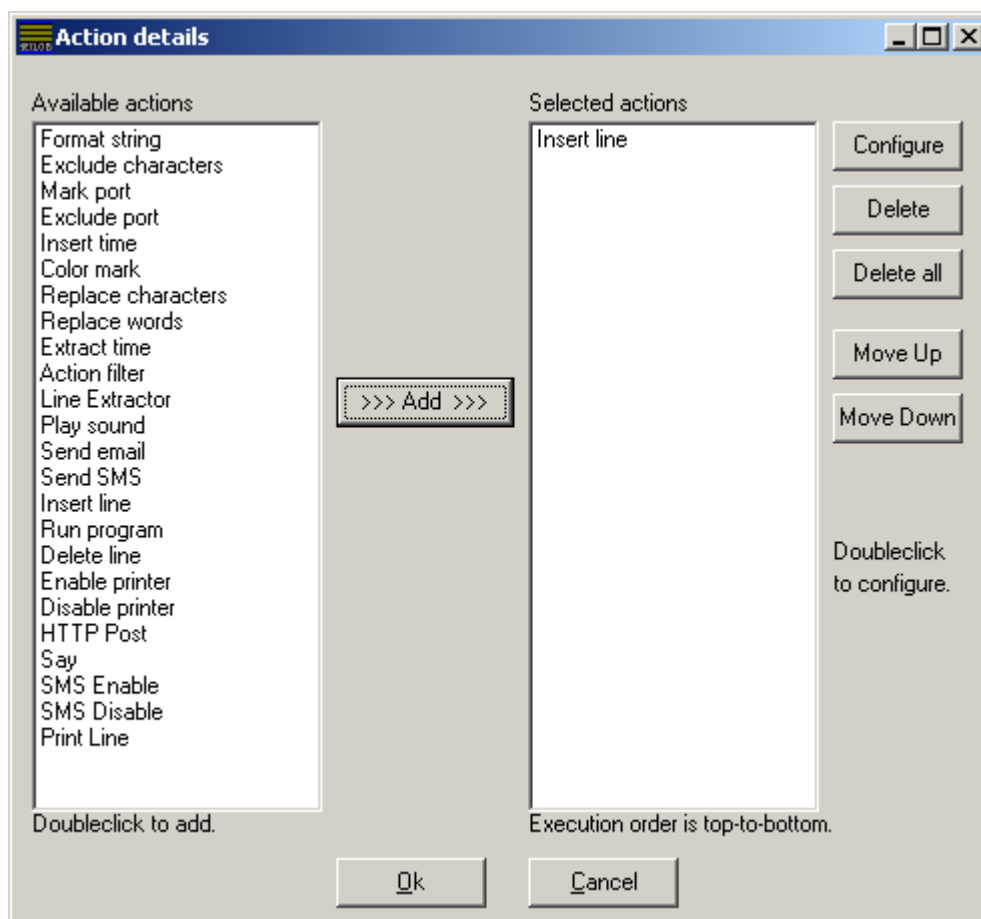 Action details
Available actions
Format string
Exclude characters
Mark port
Exclude port
Insert time
Color mark
Replace characters
Replace words
Extract time
Action filter
Line Extractor
Play sound
Send email
Send SMS
Insert line
Run program
Delete line
Enable printer
Disable printer
HTTP Post
Say
SMS Enable
SMS Disable
Print Line
Doubleclick to add.
>>> Add >>>
Selected actions
Insert line
Execution order is top-to-bottom.
Configure
Delete
Delete all
Move Up
Move Down
Doubleclick
to configure.
Ok
Cancel